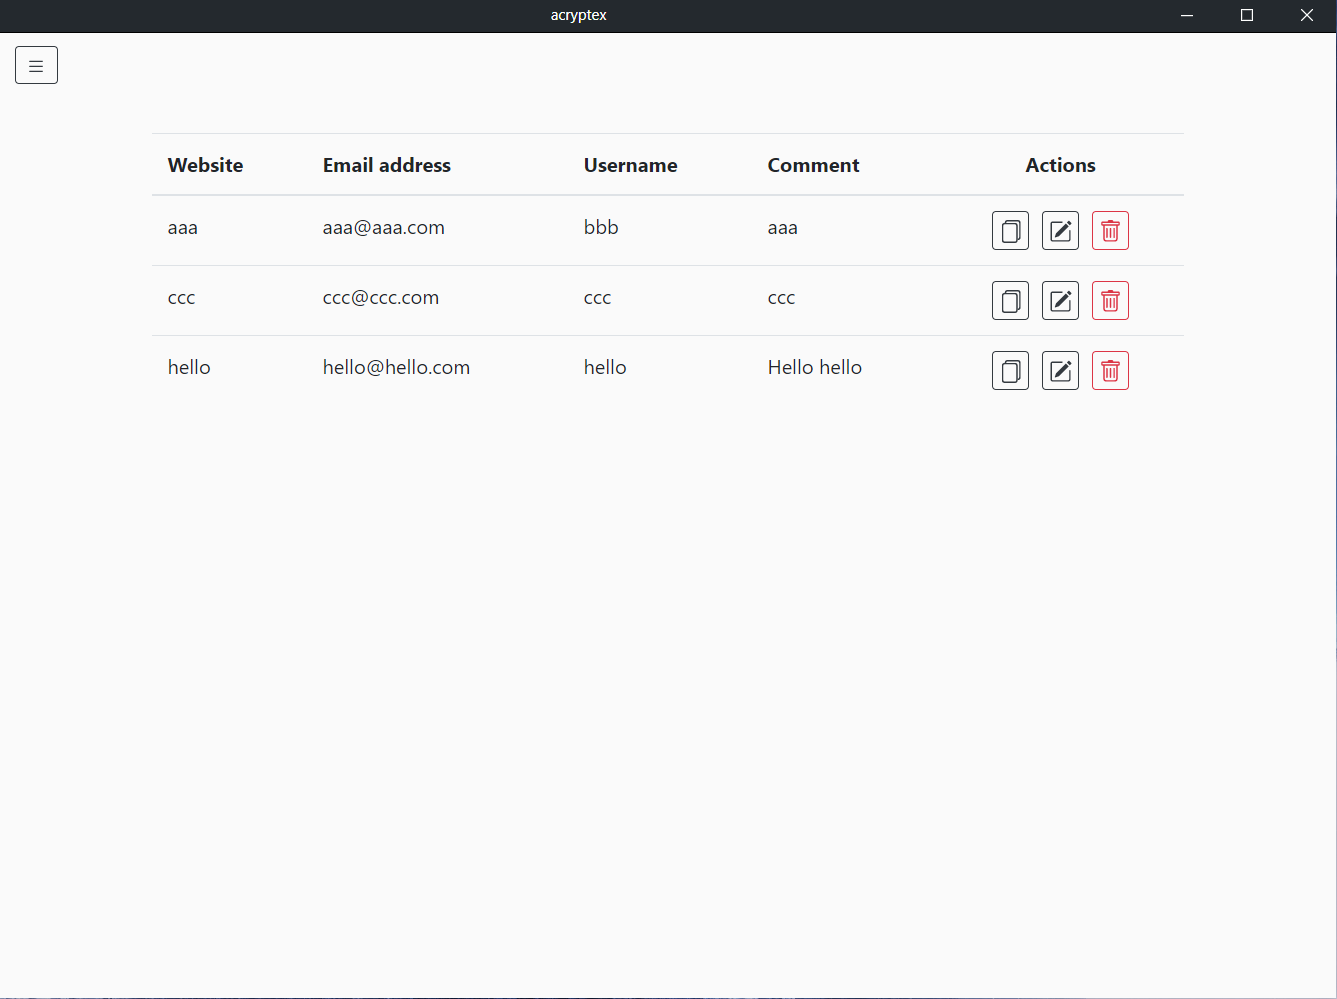 acryptex
Website Email address Username Comment Actions
aaa aaa@aaa.com bbb aaa
ccc ccc@ccc.com ccc ccc
hello hello@hello.com hello Hello hello